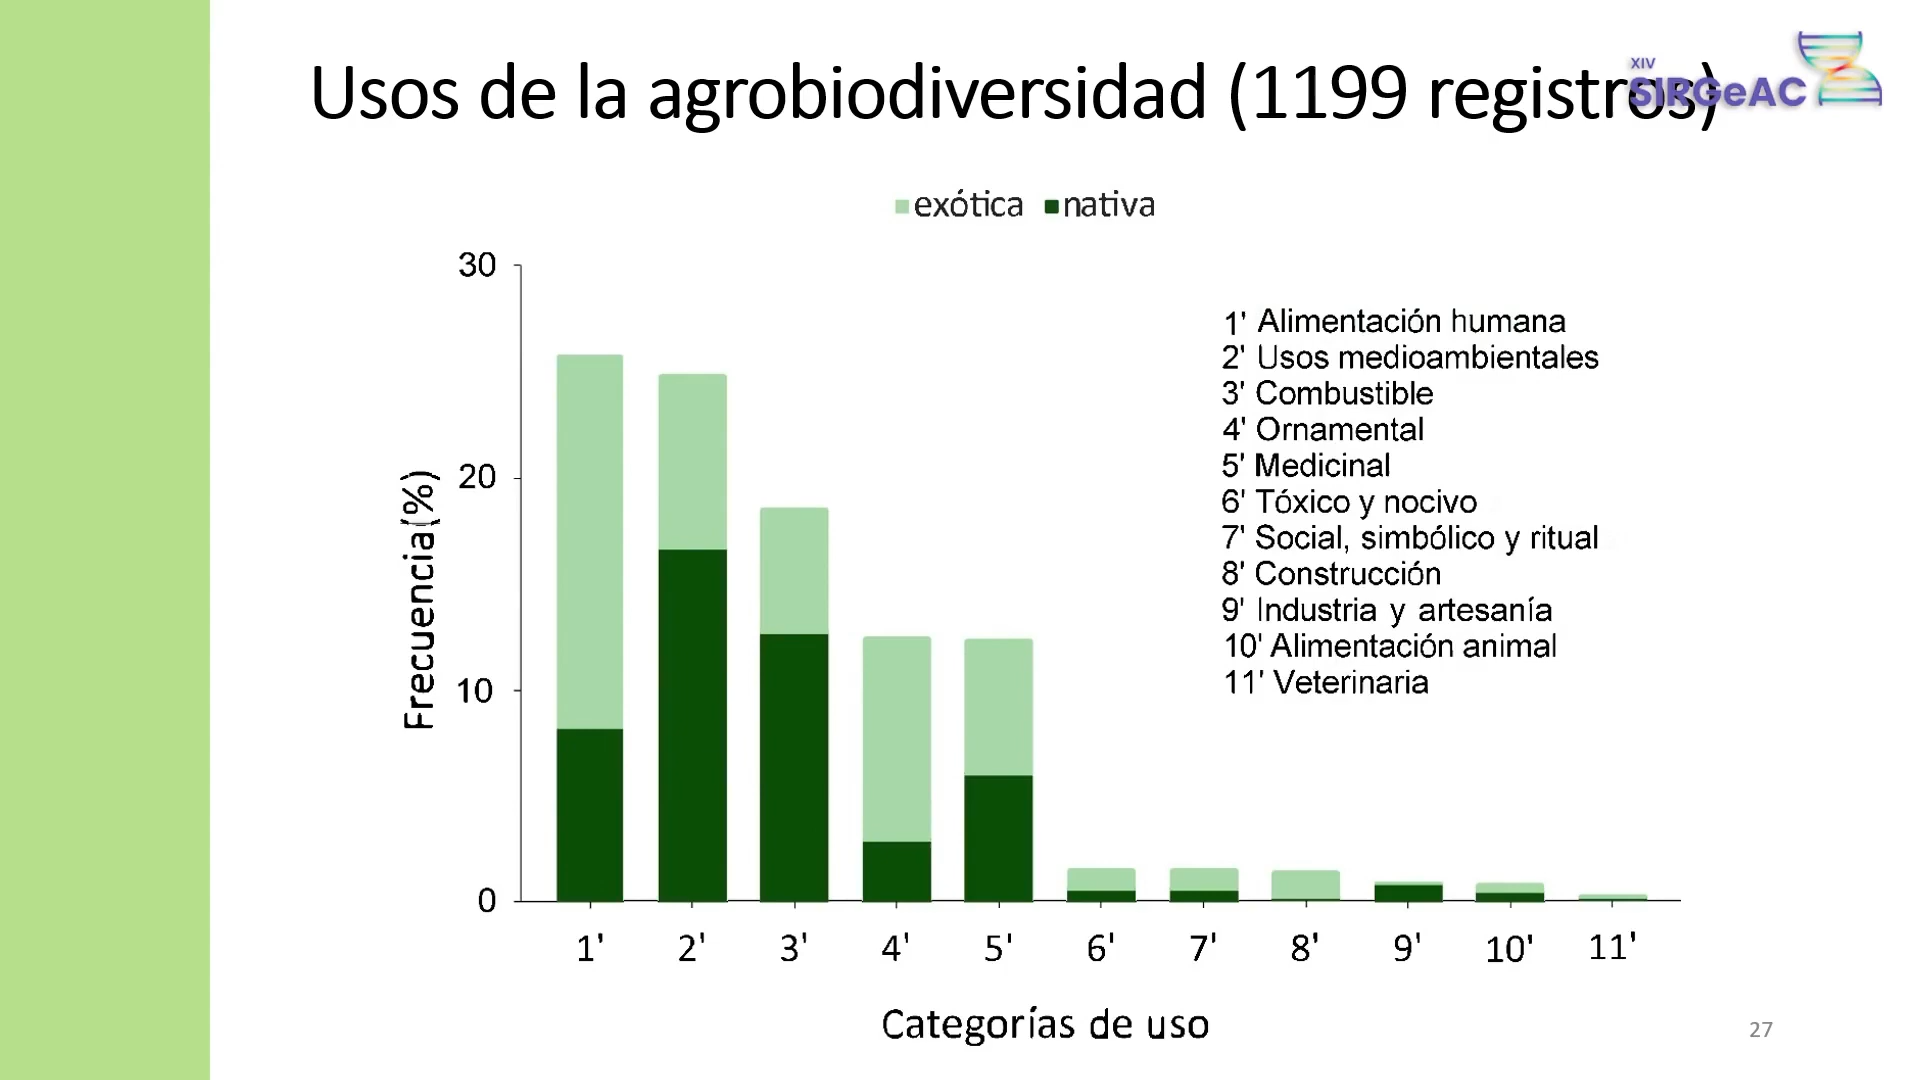 Usos de la agrobiodiversidad (1199 registros)
XIV
SIRGeAC
exótica nativa
30
20
10
0
Frecuencia(%)
1' Alimentación humana
2' Usos medioambientales
3' Combustible
4' Ornamental
5' Medicinal
6' Tóxico y nocivo
7' Social, simbólico y ritual
8' Construcción
9' Industria y artesanía
10' Alimentación animal
11' Veterinaria
1' 2' 3' 4' 5' 6' 7' 8' 9' 10' 11'
Categorías de uso
27